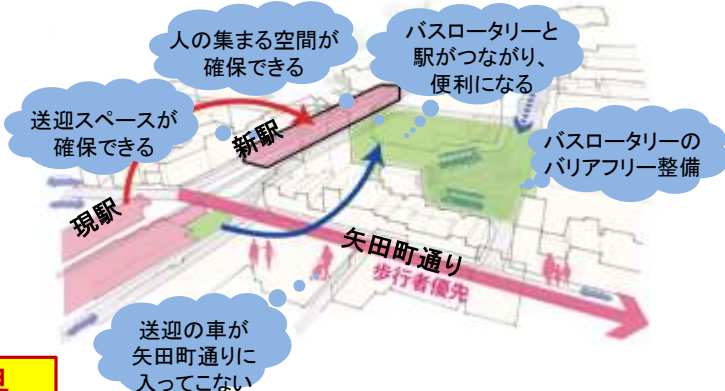 人の集まる空間が
確保できる
バスロータリーと
駅がつながり、
便利になる
送迎スペースが
確保できる
新駅
バスロータリーの
バリアフリー整備
現駅
矢田町通り
歩行者優先
送迎の車が
矢田町通りに
入ってこない